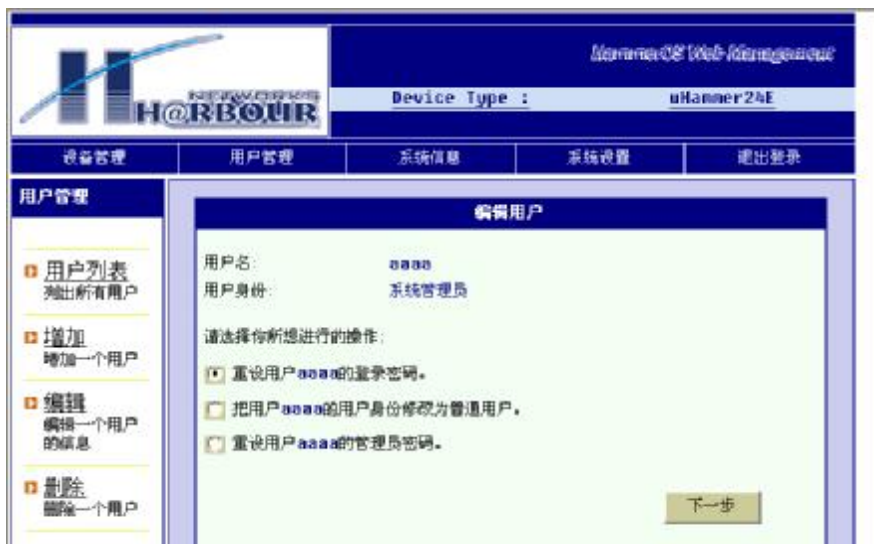 HammerOS Web Management
NETWORKS
H@RBOUR
Device Type :
uHammer24E
设备管理
用户管理
系统信息
系统设置
退出登录
用户管理
编辑用户
用户列表
列出所有用户
增加
增加一个用户
编辑
编辑一个用户
的信息
删除
删除一个用户
用户名:
aaaa
用户身份:
系统管理员
请选择你所想进行的操作:
重设用户aaaa的登录密码。
把用户aaaa的用户身份修改为普通用户。
重设用户aaaa的管理员密码。
下一步